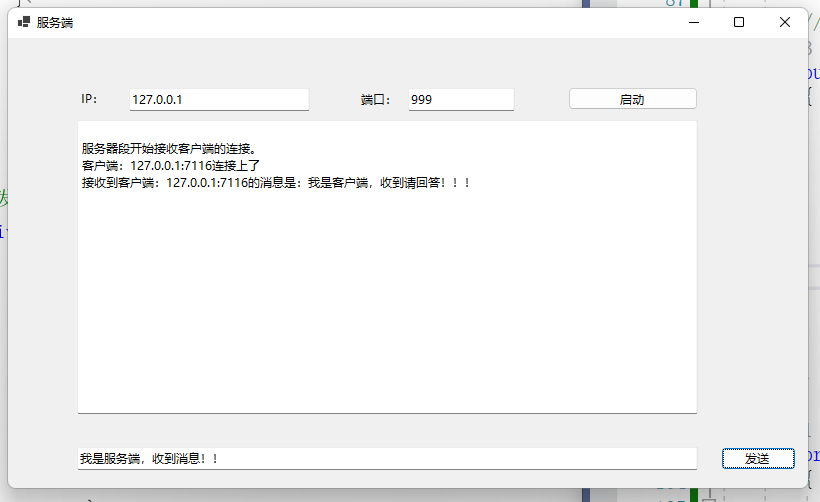 服务端
IP: 127.0.0.1 端口: 999 启动
服务器段开始接收客户端的连接。
客户端：127.0.0.1:7116连接上了
接收到客户端：127.0.0.1:7116的消息是：我是客户端，收到请回答！！！
我是服务端，收到消息！！ 发送